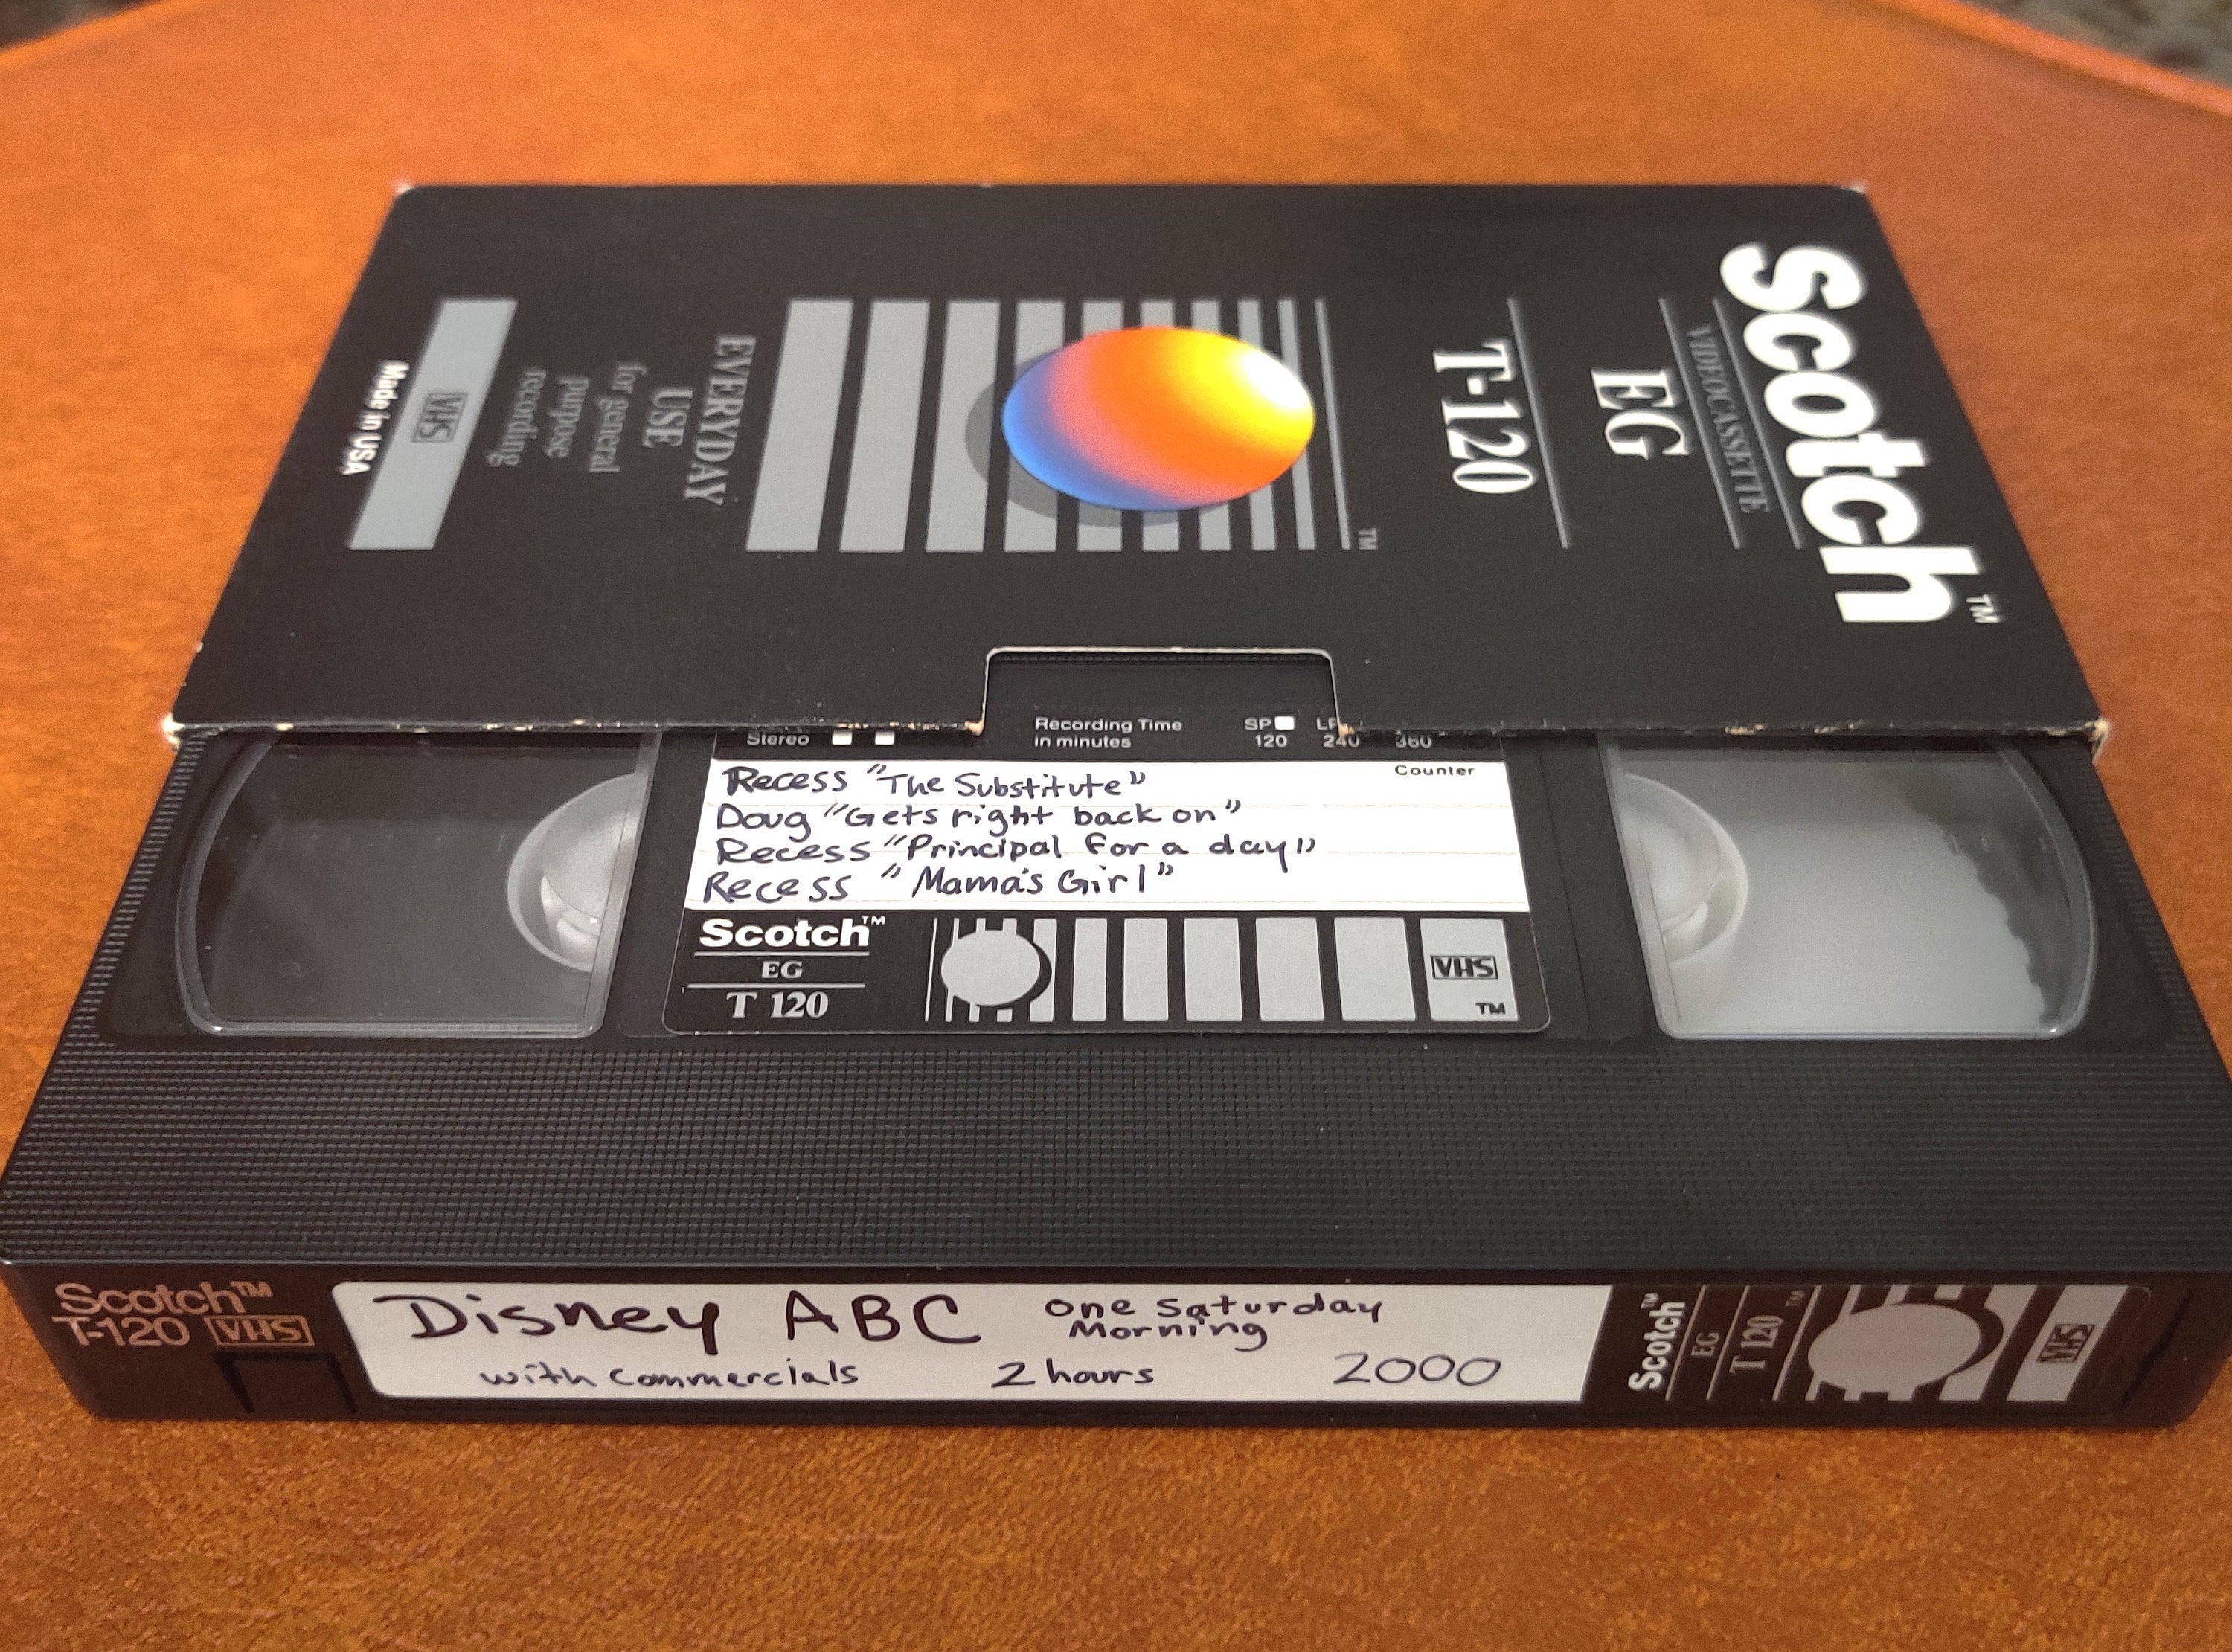 Scotch™
VIDEOCASSETTE
EG
T-120
TM
EVERYDAY
USE
for general
purpose
recording
VHS
Made in USA
Stereo
Recording Time
in minutes
SP
120
240
360
Counter
Recess "The Substitute"
Doug "Gets right back on"
Recess "Principal for a day"
Recess "Mama's Girl"
Scotch™
EG
T 120
VHS
TM
Scotch™
T-120 VHS
Disney ABC One Saturday
Morning
with commercials 2 hours 2000
Scotch™
EG
T 120
TM
VHS